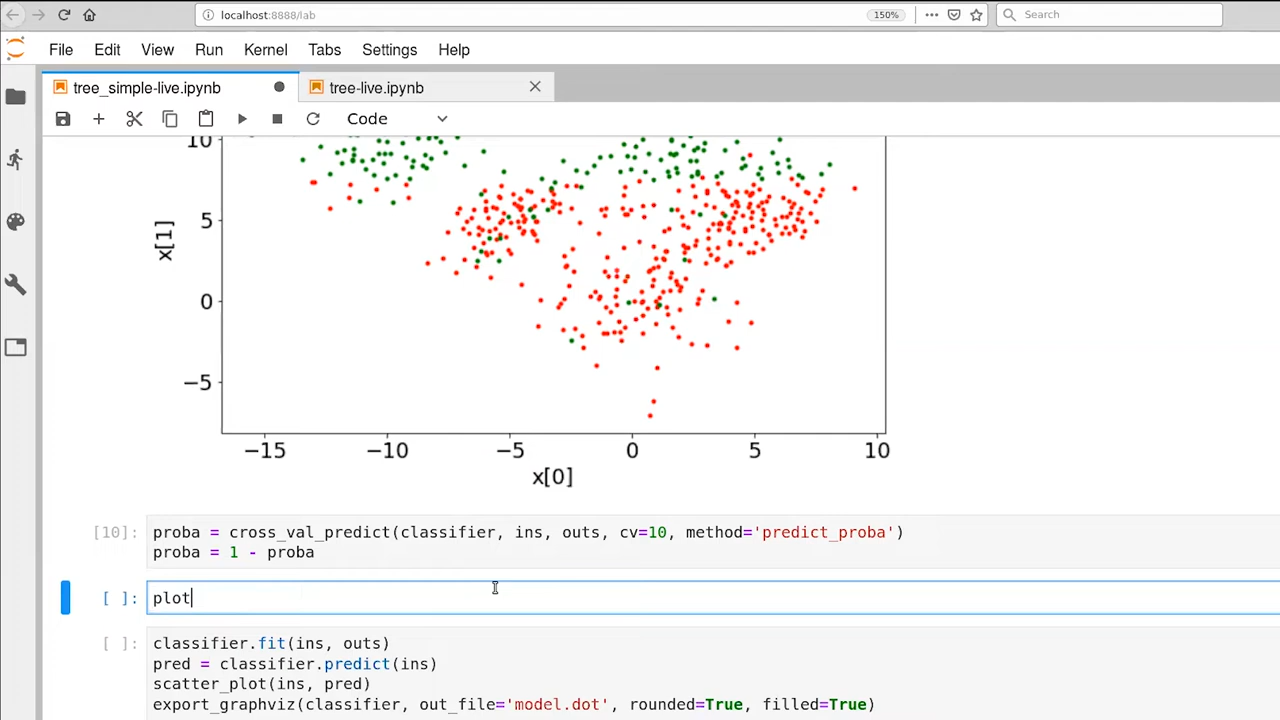 localhost:8888/lab
150%
Search
File Edit View Run Kernel Tabs Settings Help
tree_simple-live.ipynb
tree-live.ipynb
Code
10
5
0
−5
x[1]
−15 −10 −5 0 5 10
x[0]
[10]: proba = cross_val_predict(classifier, ins, outs, cv=10, method='predict_proba')
proba = 1 - proba
[ ]: plot
[ ]: classifier.fit(ins, outs)
pred = classifier.predict(ins)
scatter_plot(ins, pred)
export_graphviz(classifier, out_file='model.dot', rounded=True, filled=True)